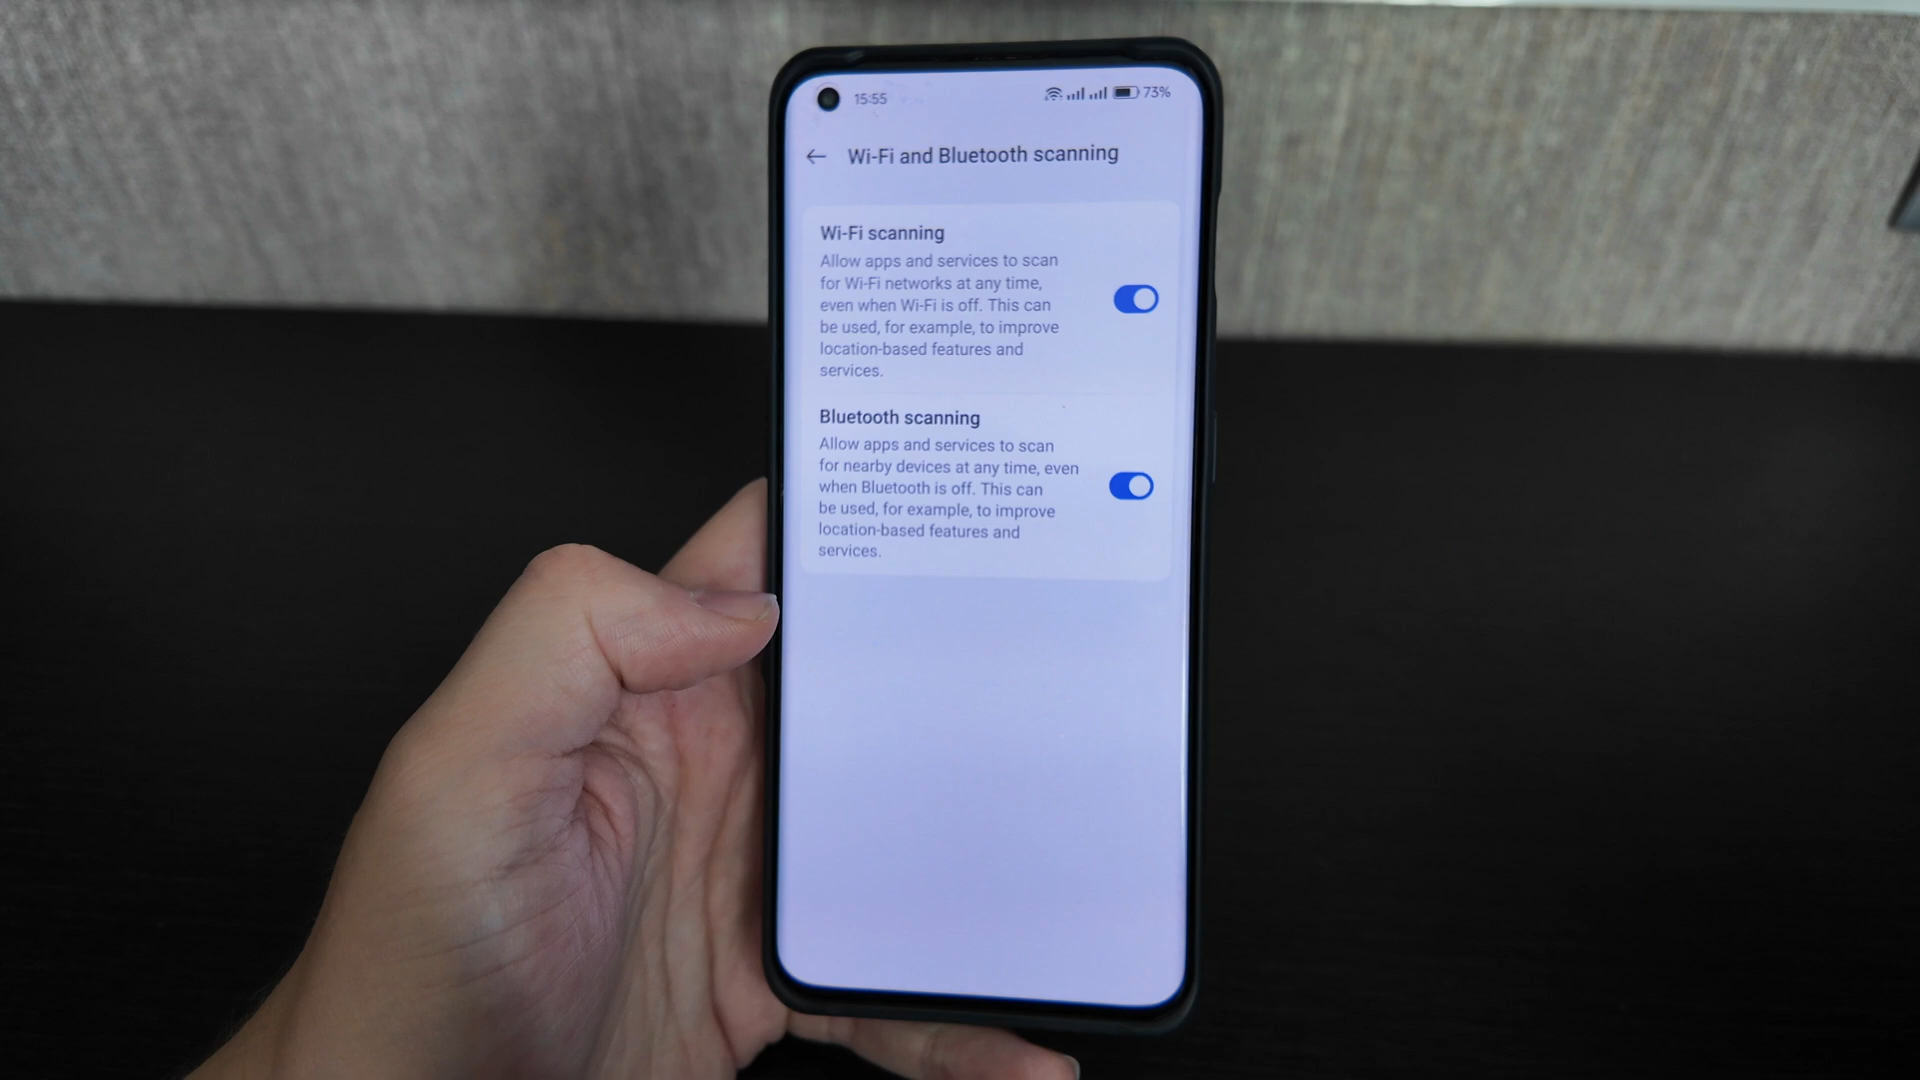 15:55
73%
Wi-Fi and Bluetooth scanning
Wi-Fi scanning
Allow apps and services to scan
for Wi-Fi networks at any time,
even when Wi-Fi is off. This can
be used, for example, to improve
location-based features and
services.
Bluetooth scanning
Allow apps and services to scan
for nearby devices at any time, even
when Bluetooth is off. This can
be used, for example, to improve
location-based features and
services.